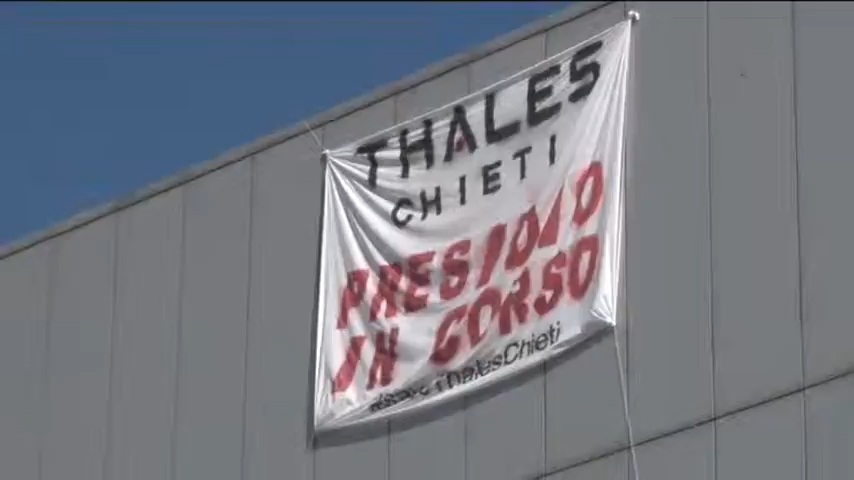 THALES
CHIETI
PRESIDIO
IN CORSO
ThalesChieti